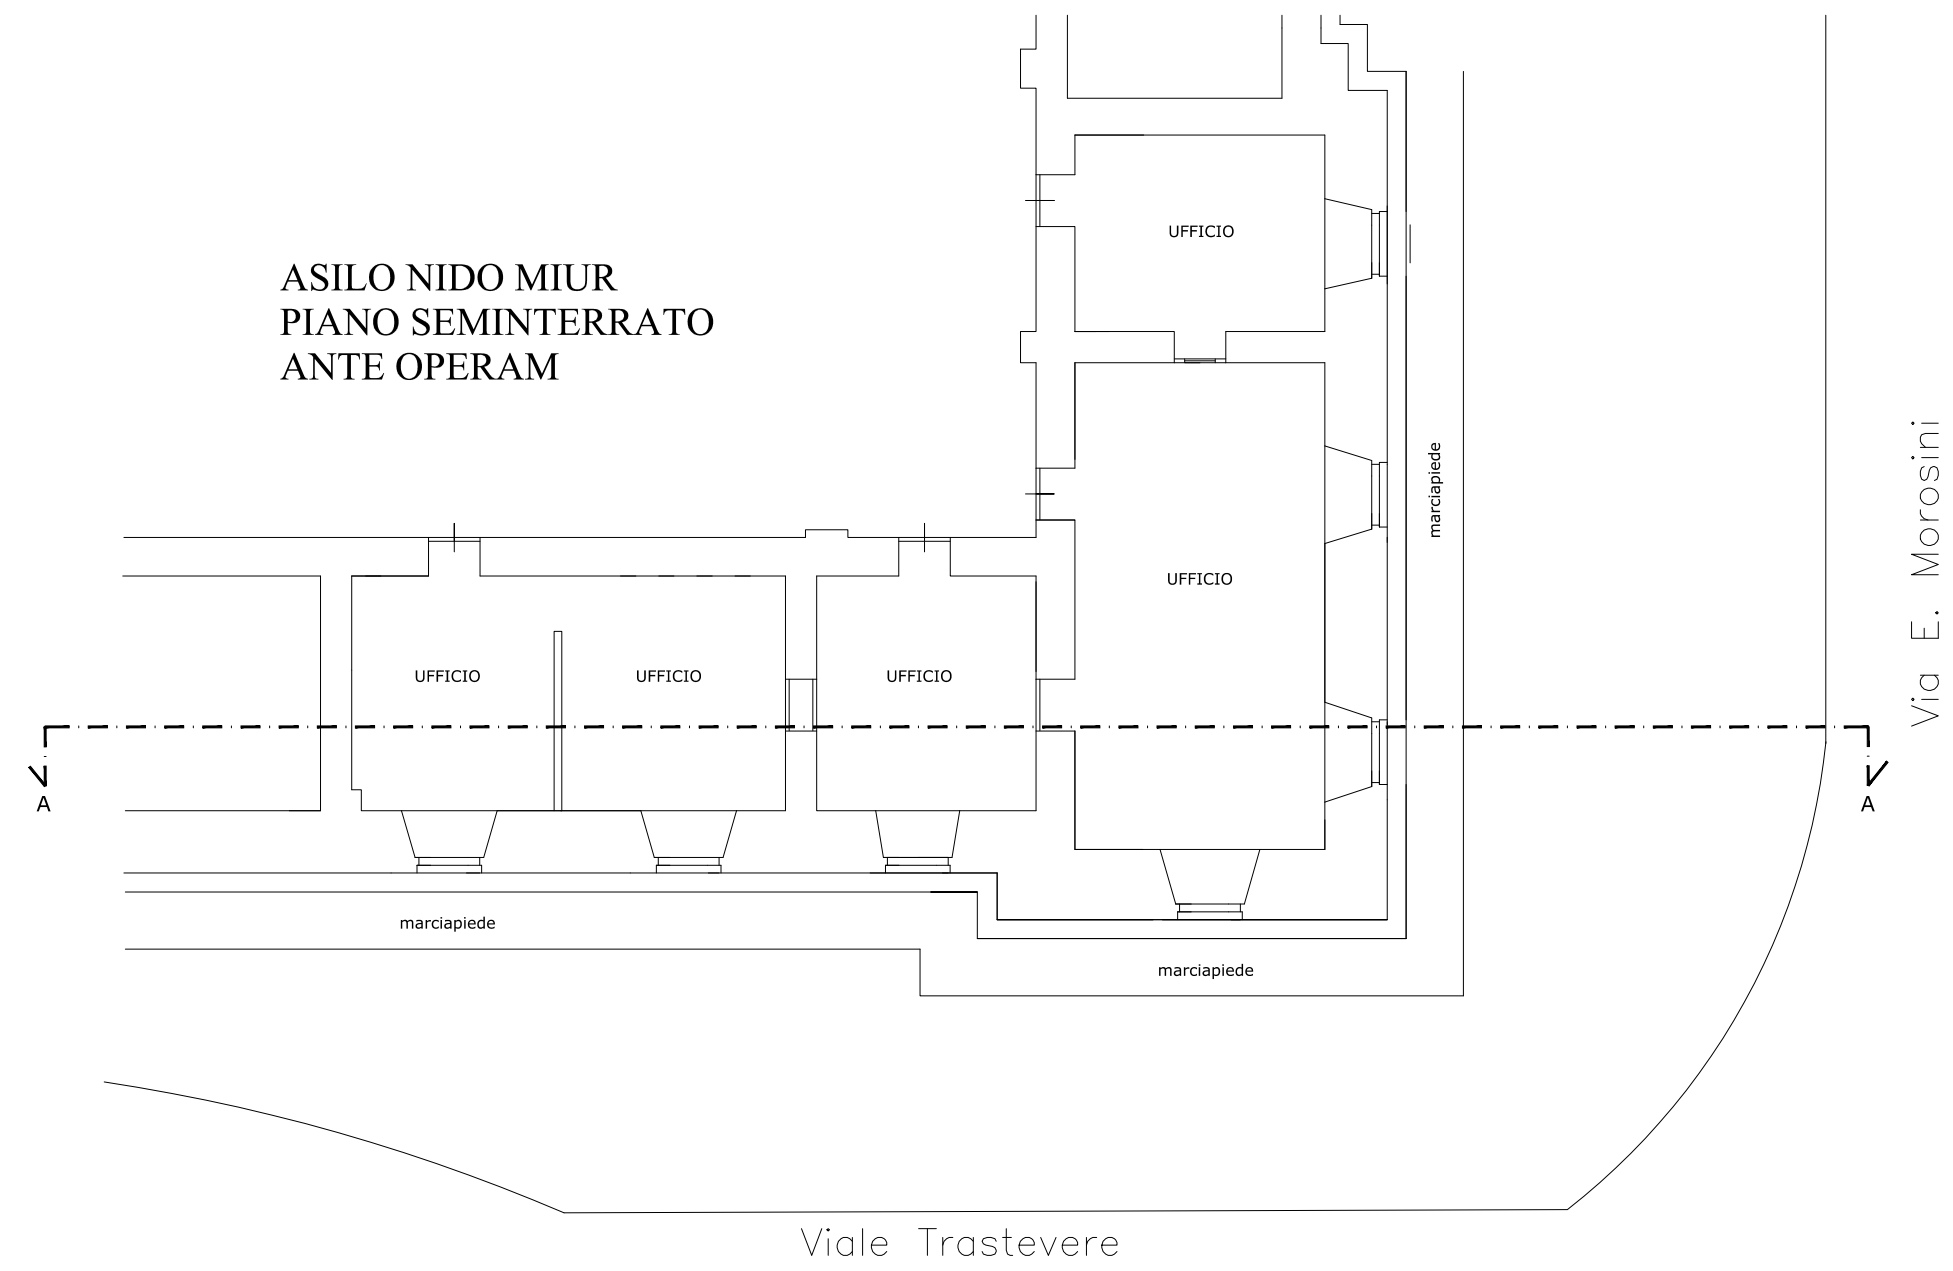 ASILO NIDO MIUR
PIANO SEMINTERRATO
ANTE OPERAM
UFFICIO
marciapiede
Via E. Morosini
UFFICIO
UFFICIO
UFFICIO
UFFICIO
A
A
marciapiede
marciapiede
Viale Trastevere